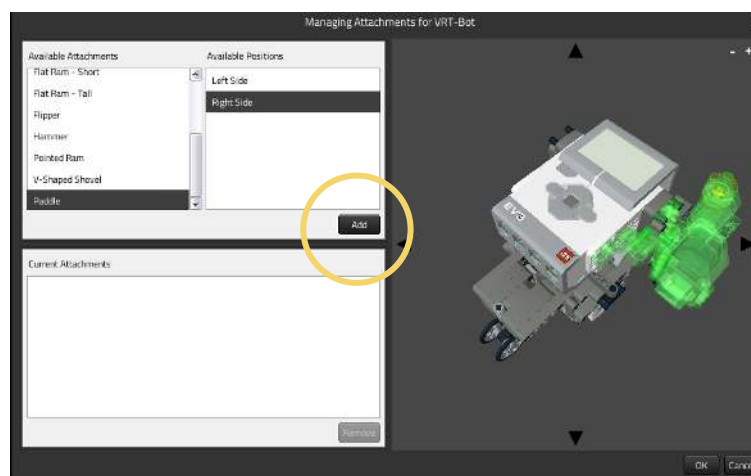 Managing Attachments for VRT-Bot
Available Attachments
Available Positions
Flat Ram - Short
Flat Ram - Tall
Flipper
Hammer
Pointed Ram
V-Shaped Shovel
Paddle
Left Side
Right Side
Add
Current Attachments
Remove
- +
EV3
OK
Cance